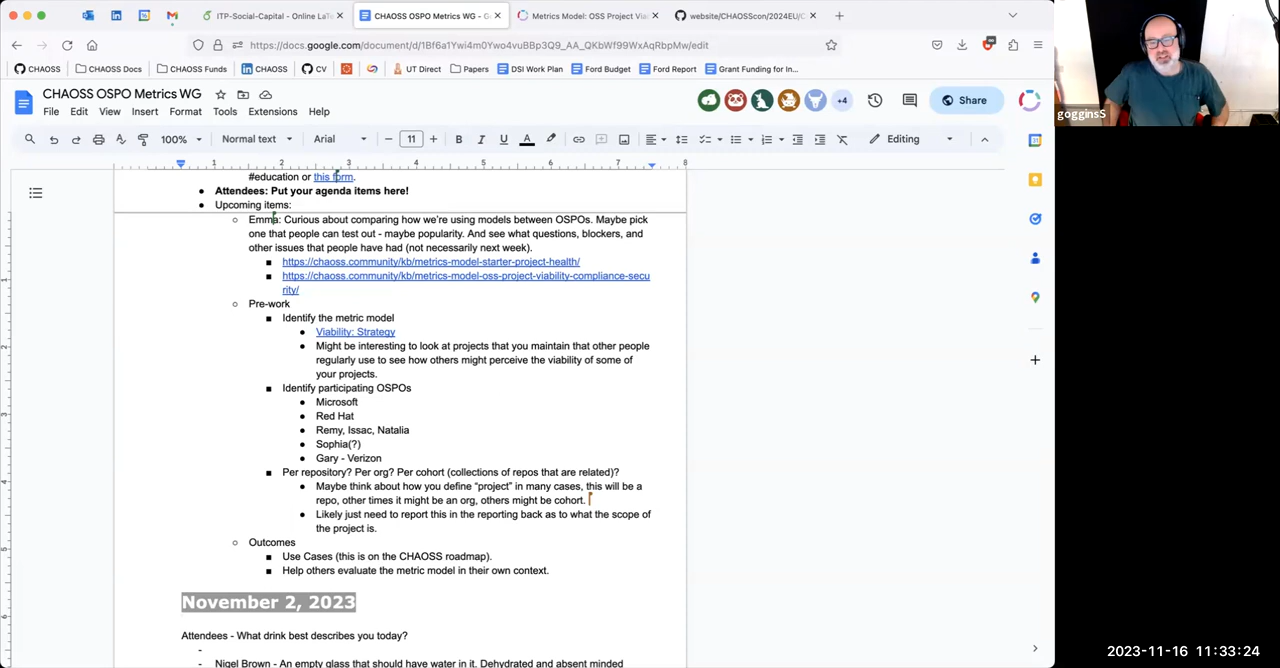 ITP-Social-Capital - Online LaTe
CHAOSS OSPO Metrics WG - G
Metrics Model: OSS Project Via
website/CHAOSScon/2024EU/C
https://docs.google.com/document/d/1Bf6a1Ywi4m0Ywo4vuBBp3Q9_AA_QKbWf99WxAqRbpMw/edit
CHAOSS
CHAOSS Docs
CHAOSS Funds
CHAOSS
CV
UT Direct
Papers
DSI Work Plan
Ford Budget
Ford Report
Grant Funding for In...
CHAOSS OSPO Metrics WG
+4
Share
File Edit View Insert Format Tools Extensions Help
100% Normal text Arial 11 B I U A Editing
1 2 3 4 5 6 7 8
#education or this form.
Attendees: Put your agenda items here!
Upcoming items:
Emma: Curious about comparing how we're using models between OSPOs. Maybe pick
one that people can test out - maybe popularity. And see what questions, blockers, and
other issues that people have had (not necessarily next week).
https://chaoss.community/kb/metrics-model-starter-project-health/
https://chaoss.community/kb/metrics-model-oss-project-viability-compliance-secu
rity/
Pre-work
Identify the metric model
Viability: Strategy
Might be interesting to look at projects that you maintain that other people
regularly use to see how others might perceive the viability of some of
your projects.
Identify participating OSPOs
Microsoft
Red Hat
Remy, Issac, Natalia
Sophia(?)
Gary - Verizon
Per repository? Per org? Per cohort (collections of repos that are related)?
Maybe think about how you define "project" in many cases, this will be a
repo, other times it might be an org, others might be cohort.
Likely just need to report this in the reporting back as to what the scope of
the project is.
Outcomes
Use Cases (this is on the CHAOSS roadmap).
Help others evaluate the metric model in their own context.
November 2, 2023
Attendees - What drink best describes you today?
-
- Nigel Brown - An empty glass that should have water in it. Dehydrated and absent minded
gogginsS
2023-11-16 11:33:24